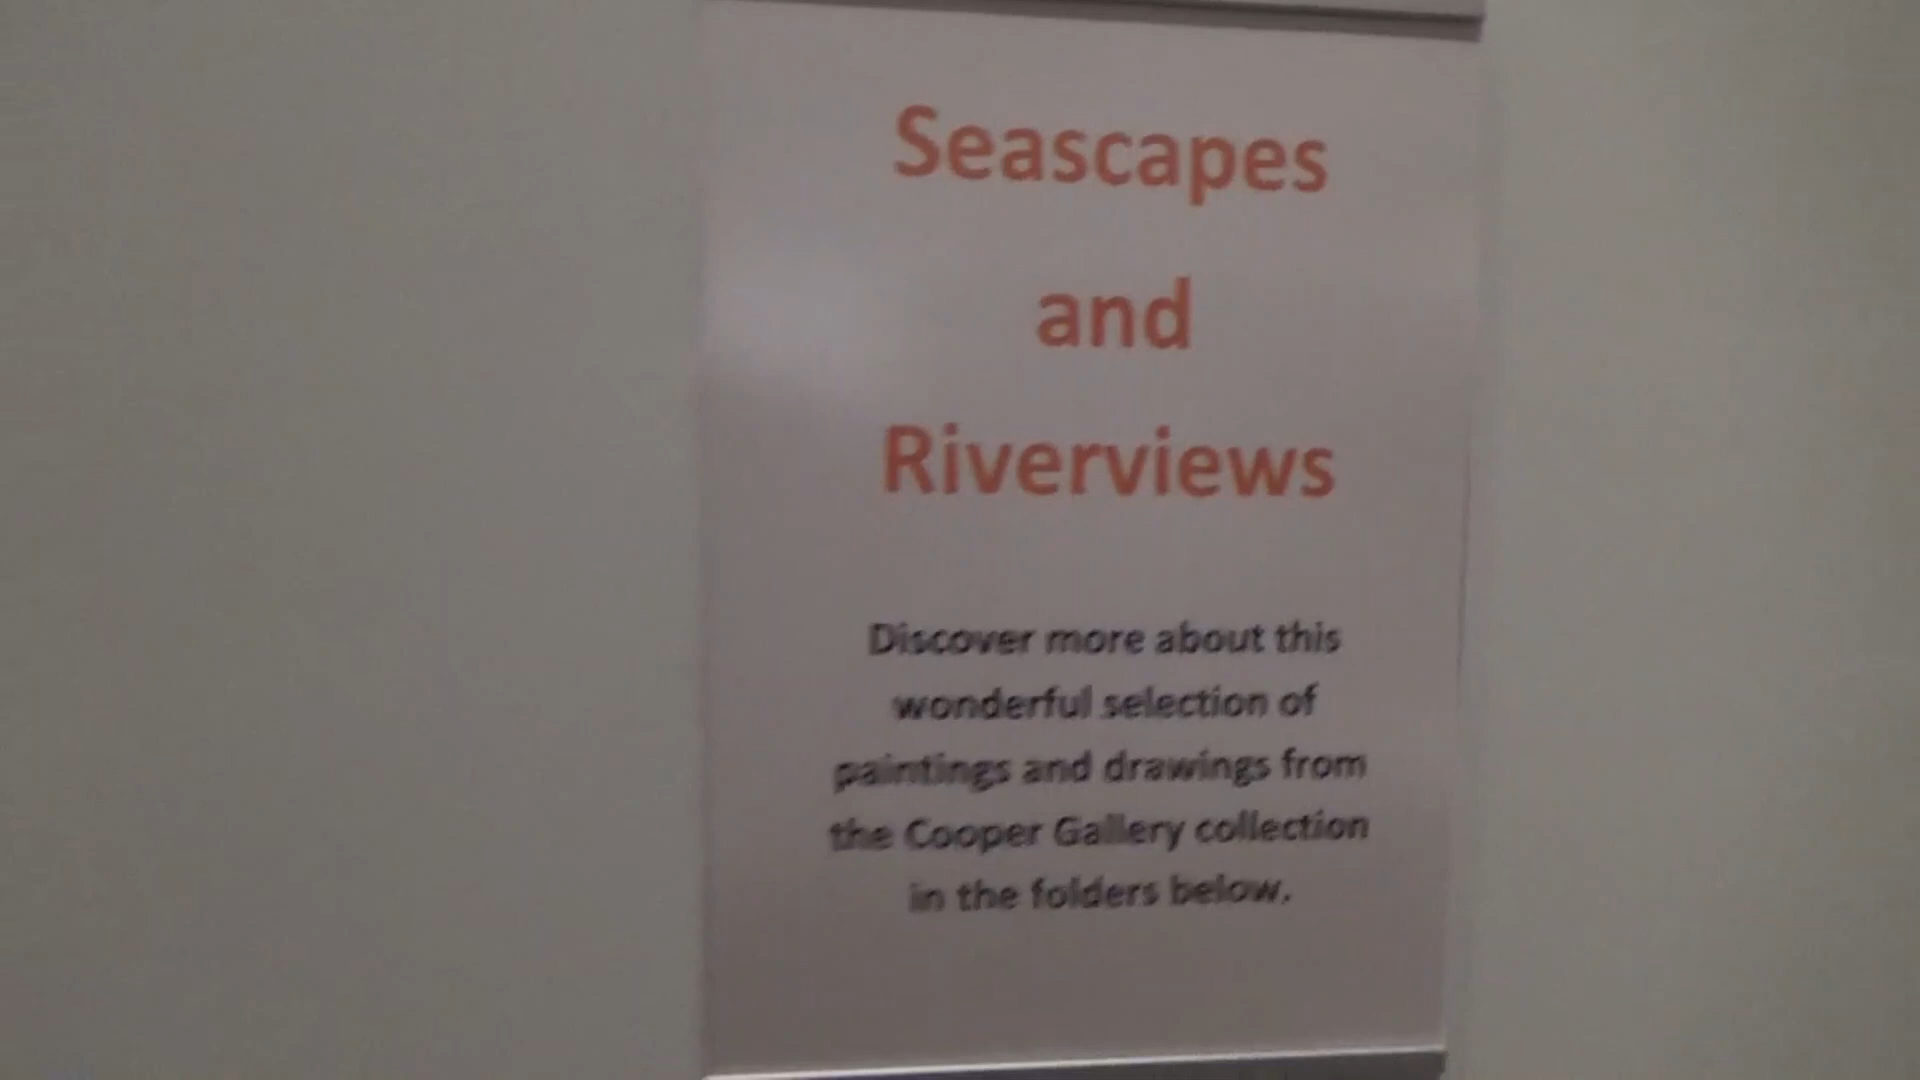 Seascapes
and
Riverviews
Discover more about this
wonderful selection of
paintings and drawings from
the Cooper Gallery collection
in the folders below.